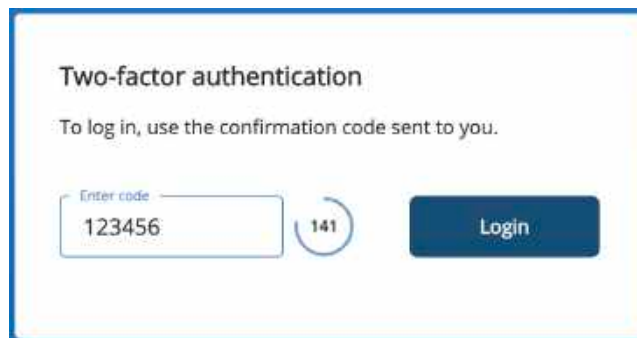 Two-factor authentication
To log in, use the confirmation code sent to you.
Enter code
123456
141
Login